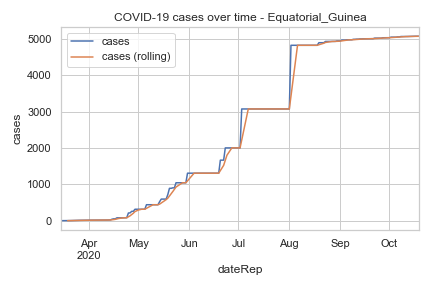 COVID-19 cases over time - Equatorial_Guinea
cases
cases (rolling)
5000
4000
3000
2000
1000
0
cases
Apr
2020
May
Jun
Jul
Aug
Sep
Oct
dateRep